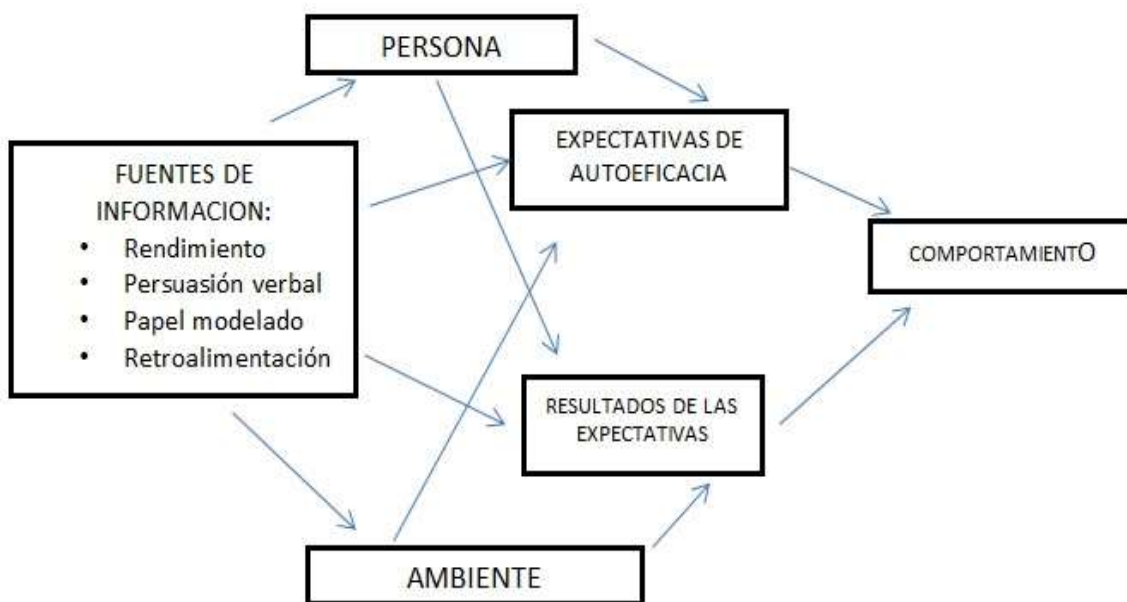 PERSONA
EXPECTATIVAS DE
AUTOEFICACIA
FUENTES DE
INFORMACION:
• Rendimiento
• Persuasión verbal
• Papel modelado
• Retroalimentación
COMPORTAMIENTO
RESULTADOS DE LAS
EXPECTATIVAS
AMBIENTE